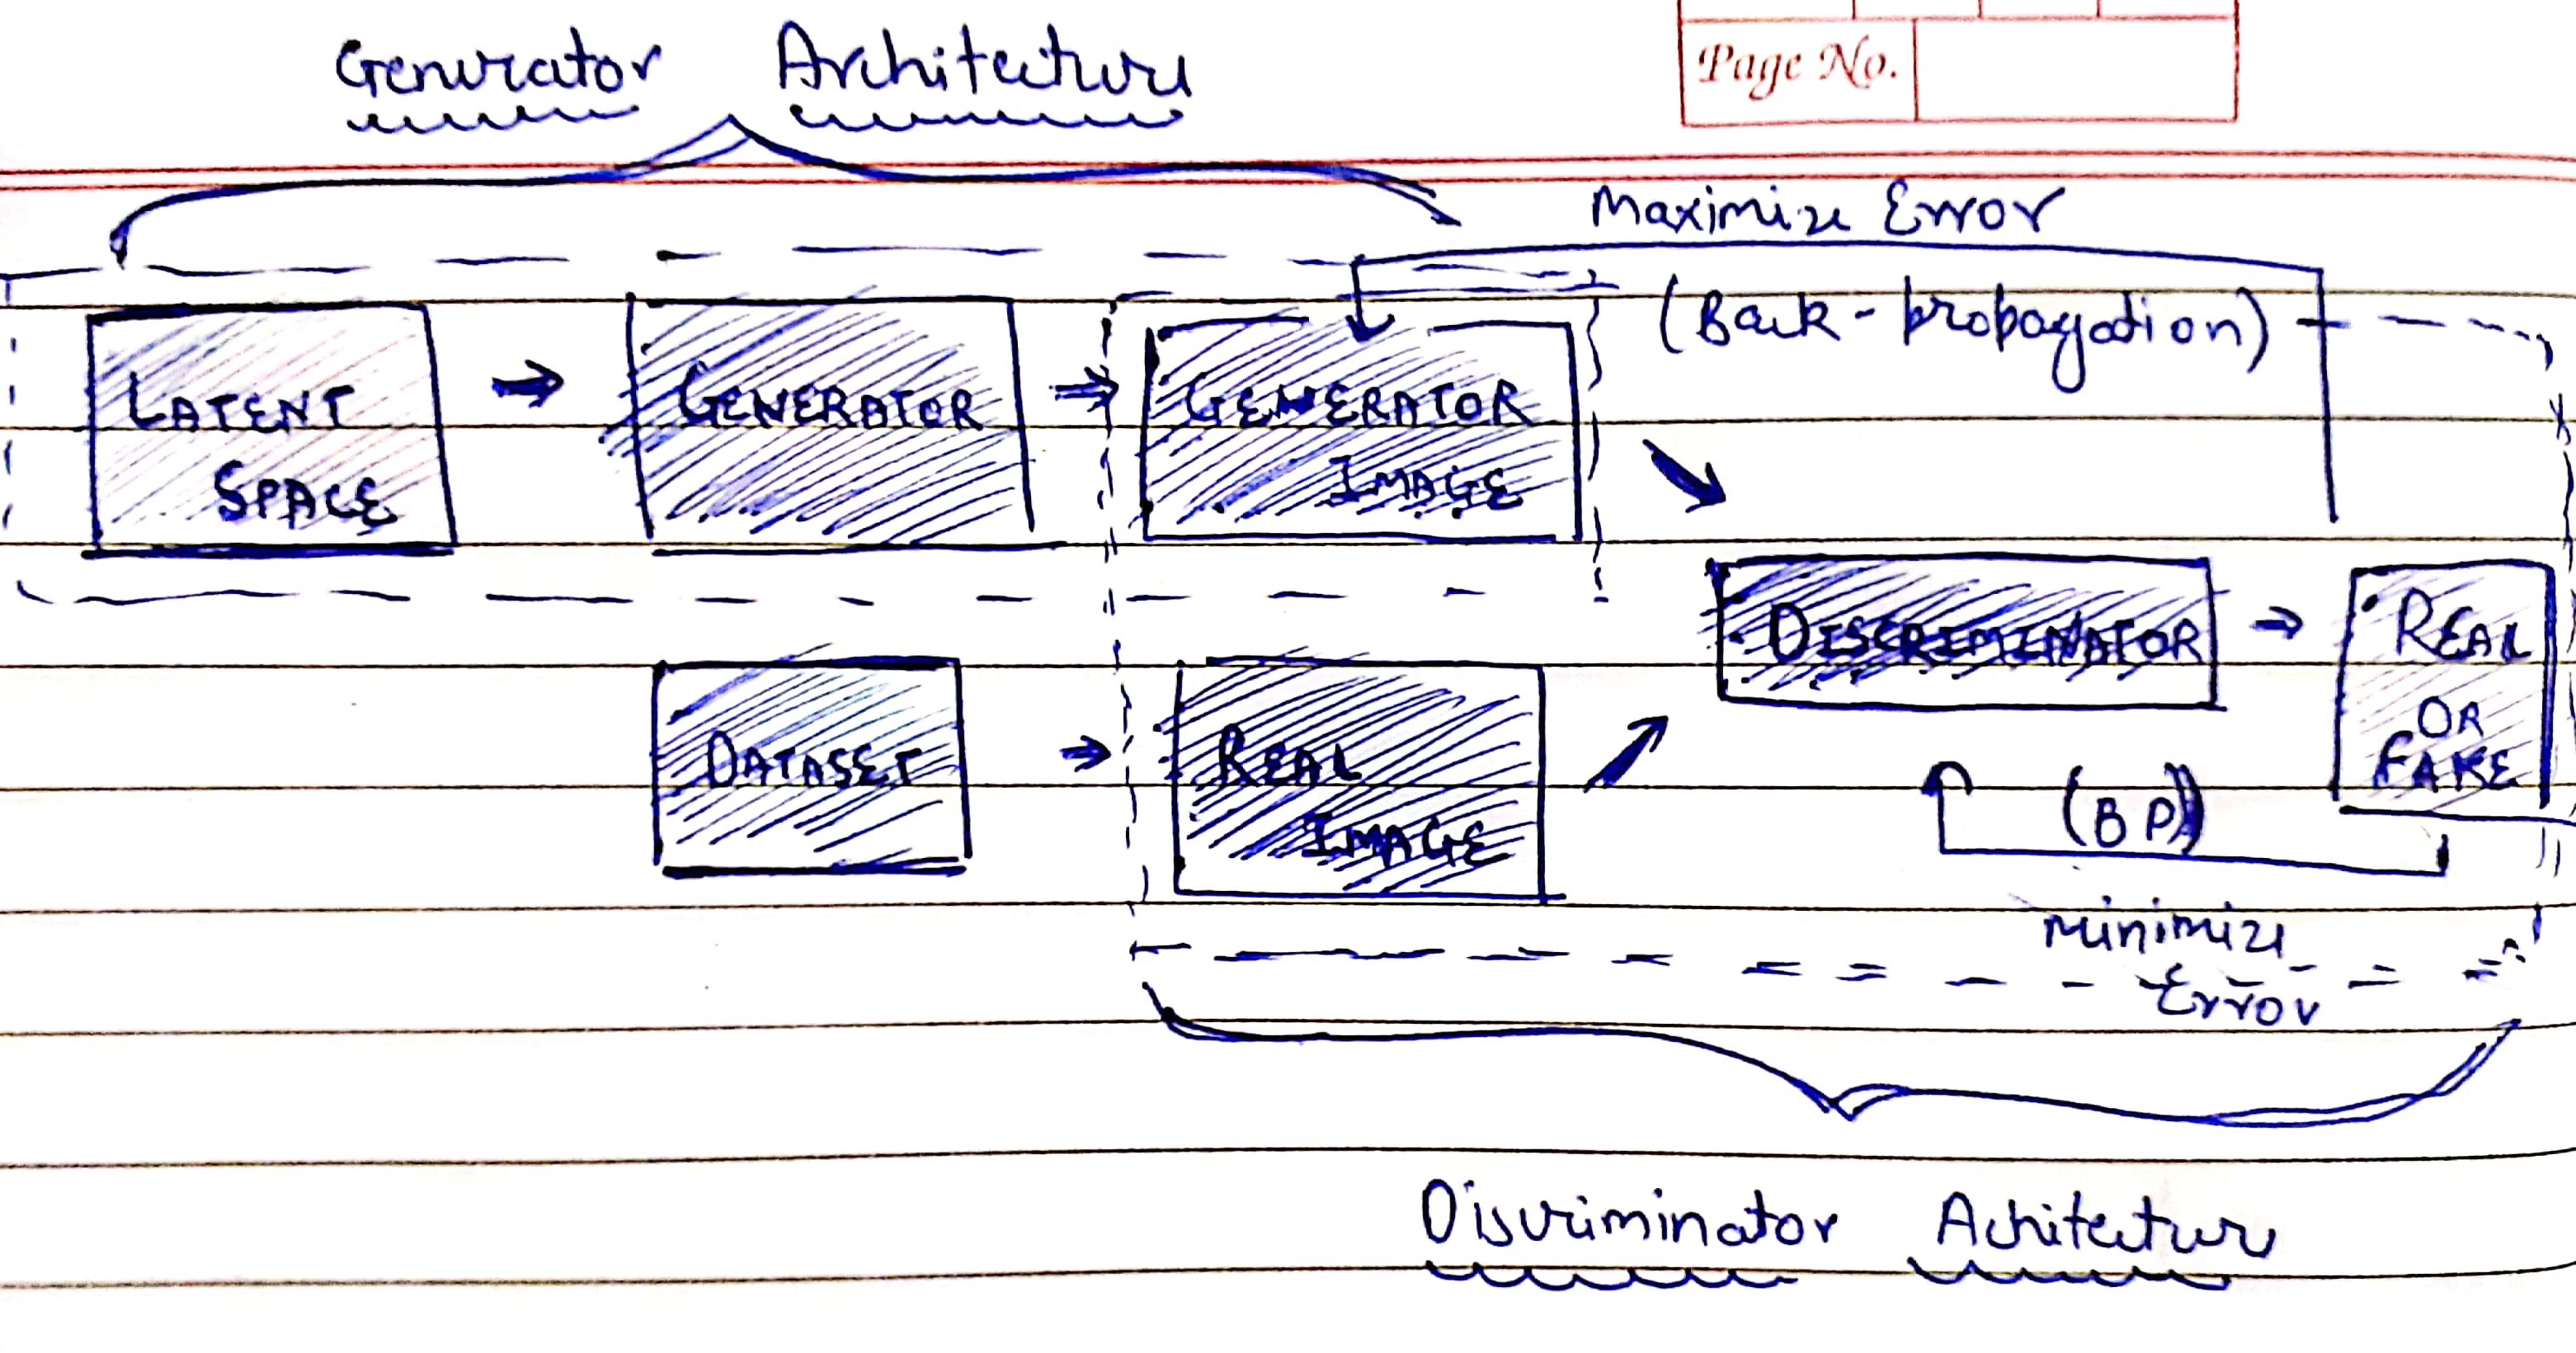 Page No.
Generator Architecture
Maximize Error
(Back-propagation)
LATENT
SPACE
GENERATOR
GENERATOR
IMAGE
DISCRIMINATOR
REAL
OR
FAKE
DATASET
REAL
IMAGE
(BP)
minimize
Error
Discriminator Achitecture